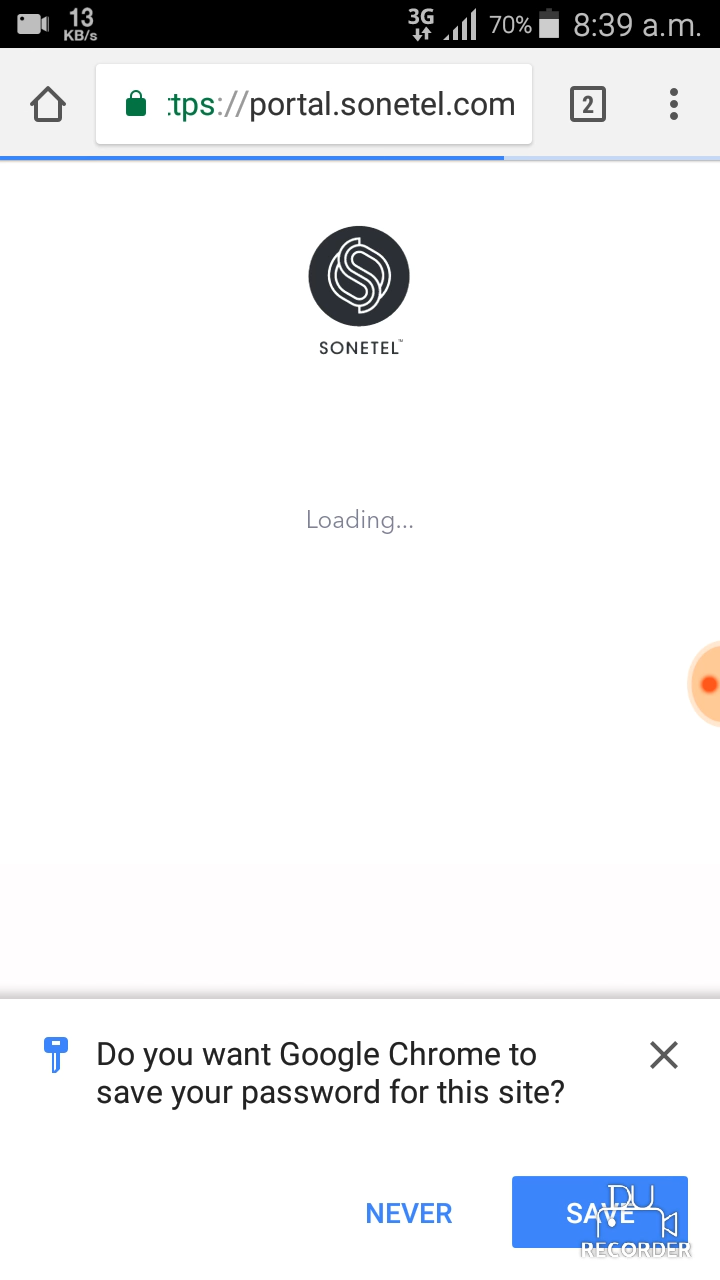 13
KB/s
3G
70%
8:39 a.m.
:tps://portal.sonetel.com
2
SONETEL™
Loading...
Do you want Google Chrome to
save your password for this site?
NEVER
SAVE
DU
RECORDER